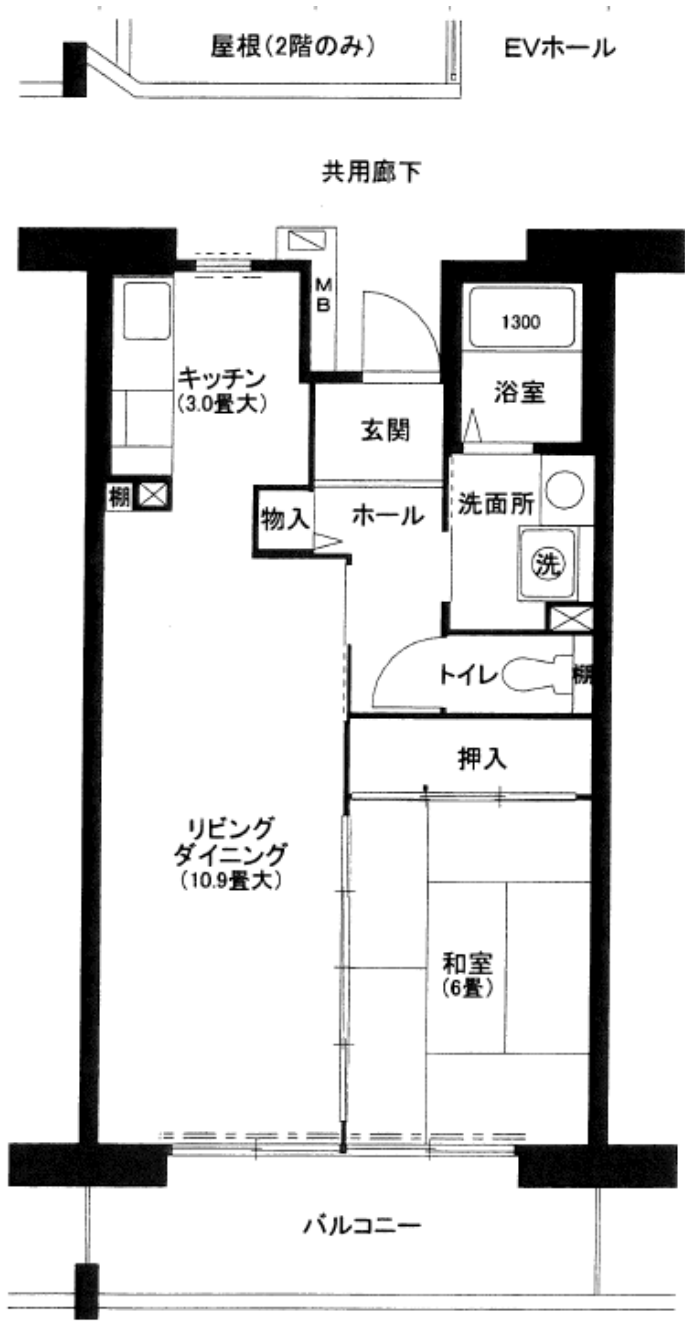 屋根(2階のみ)
EVホール
共用廊下
MB
1300
キッチン
(3.0畳大)
浴室
玄関
棚
物入
ホール
洗面所
洗
トイレ
棚
押入
リビング
ダイニング
(10.9畳大)
和室
(6畳)
バルコニー